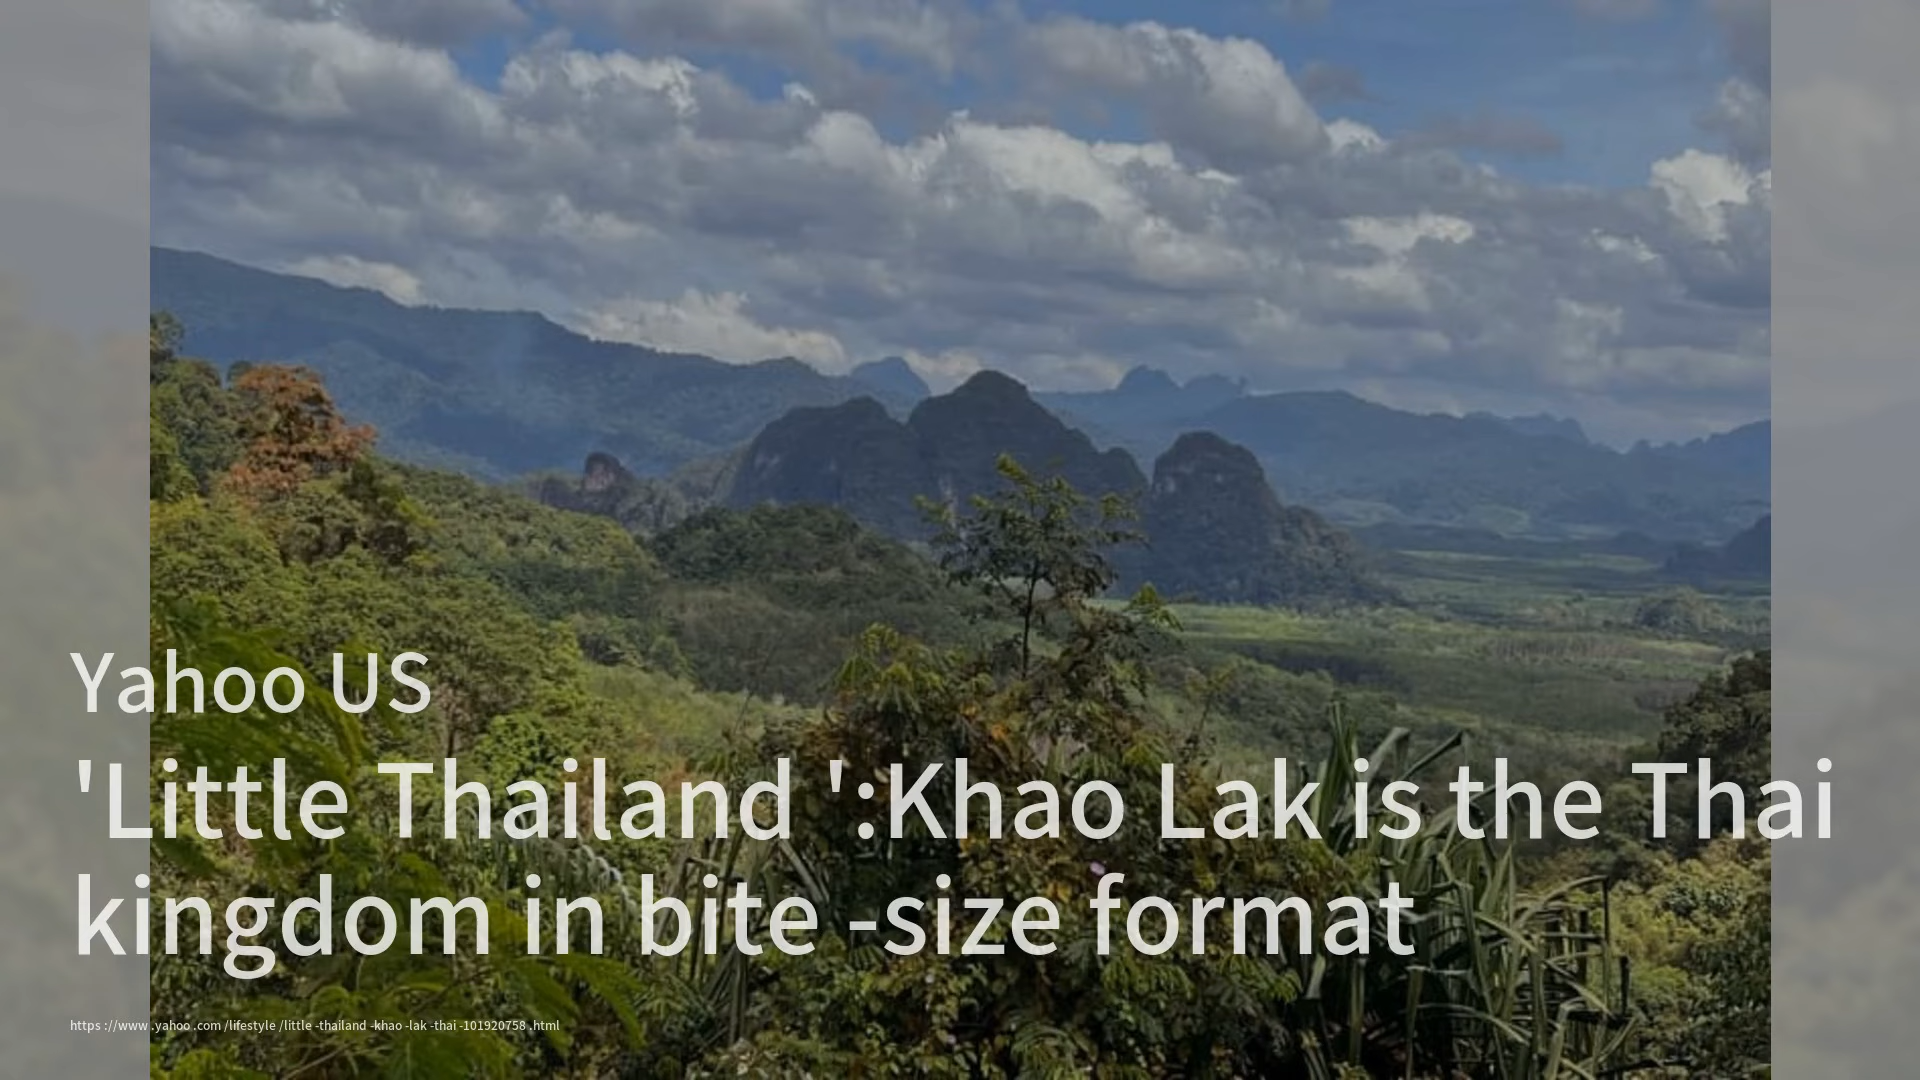 Yahoo US
'Little Thailand ':Khao Lak is the Thai
kingdom in bite -size format
https ://www .yahoo .com /lifestyle /little -thailand -khao -lak -thai -101920758 .html